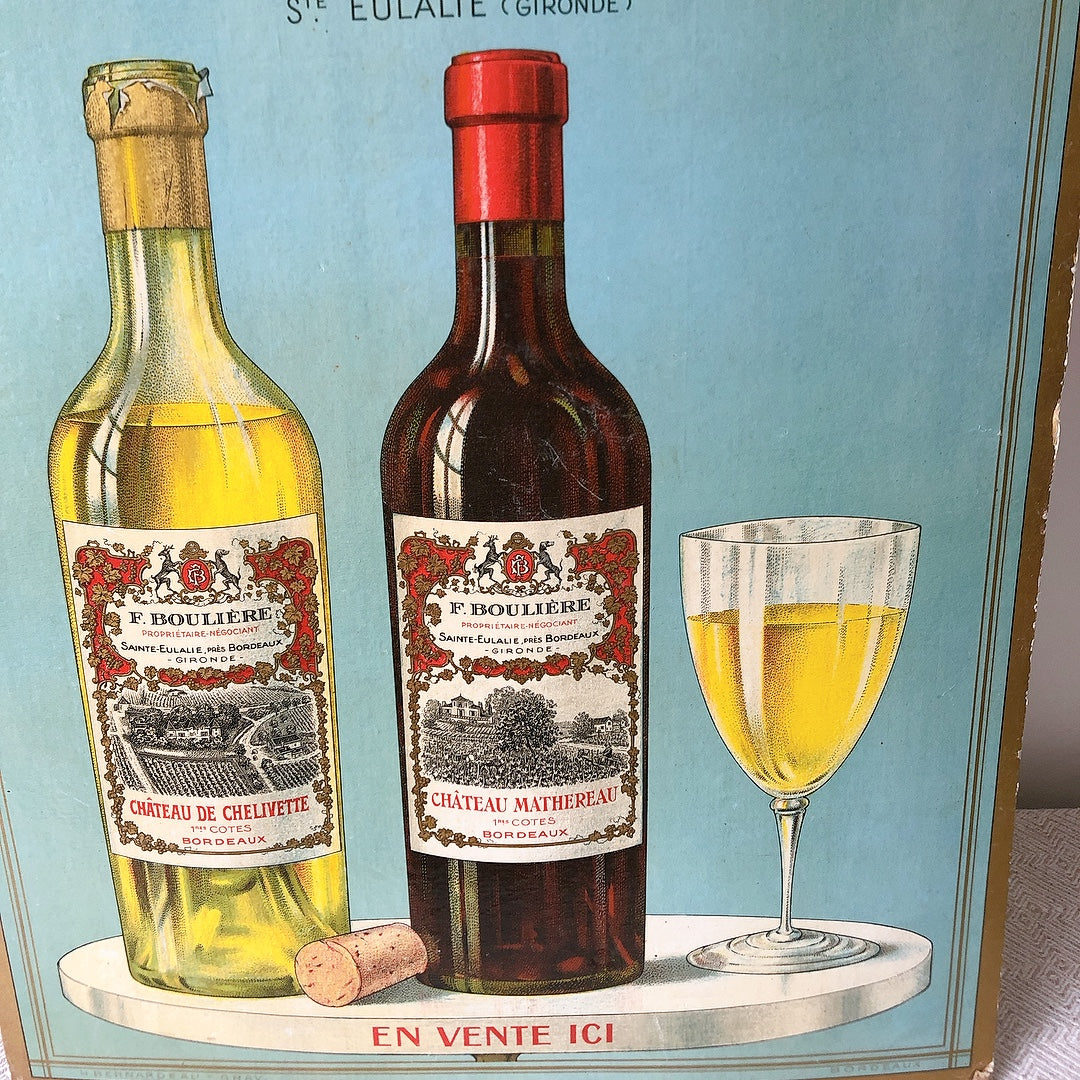 STE EULALIE (GIRONDE)
F. BOULIÈRE
PROPRIÉTAIRE-NÉGOCIANT
SAINTE-EULALIE, PRÈS BORDEAUX
- GIRONDE -
CHÂTEAU DE CHELIVETTE
1RES COTES
BORDEAUX
F. BOULIÈRE
PROPRIÉTAIRE-NÉGOCIANT
SAINTE-EULALIE, PRÈS BORDEAUX
- GIRONDE -
CHÂTEAU MATHEREAU
1RES COTES
BORDEAUX
EN VENTE ICI
BORDEAUX